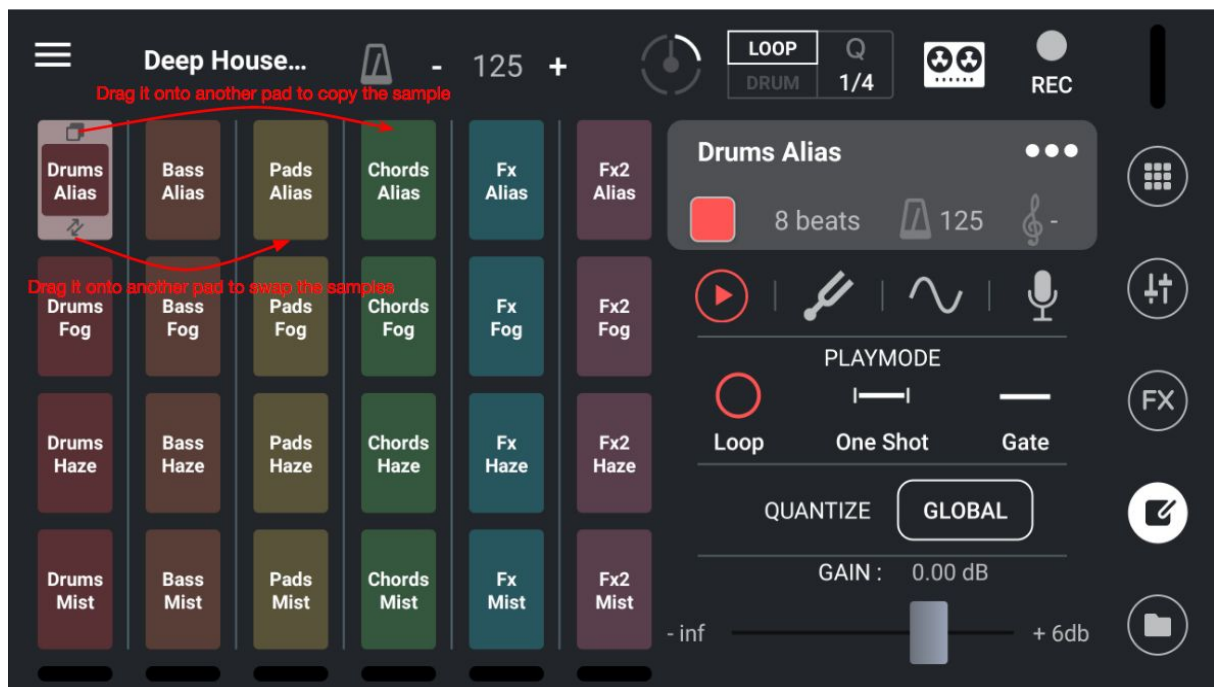 Deep House...
- 125 +
LOOP Q
DRUM 1/4
REC
Drag it onto another pad to copy the sample
Drums Alias
Bass Alias
Pads Alias
Chords Alias
Fx Alias
Fx2 Alias
Drag it onto another pad to swap the samples
Drums Fog
Bass Fog
Pads Fog
Chords Fog
Fx Fog
Fx2 Fog
Drums Haze
Bass Haze
Pads Haze
Chords Haze
Fx Haze
Fx2 Haze
Drums Mist
Bass Mist
Pads Mist
Chords Mist
Fx Mist
Fx2 Mist
Drums Alias
8 beats 125 -
PLAYMODE
Loop One Shot Gate
QUANTIZE GLOBAL
GAIN : 0.00 dB
- inf + 6db
FX